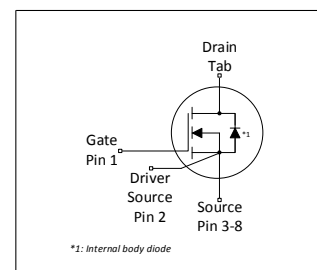 Drain
Tab
*1
Gate
Pin 1
Driver
Source
Pin 2
Source
Pin 3-8
*1: Internal body diode